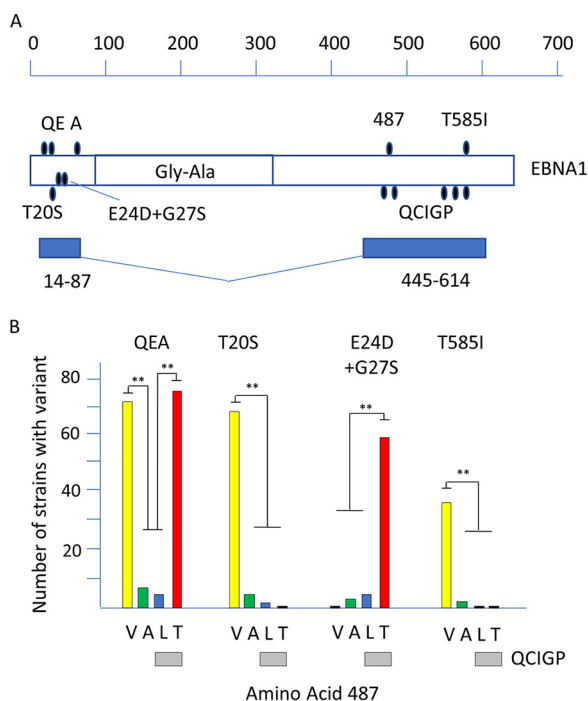 A
0 100 200 300 400 500 600 700
QE A 487 T585I
Gly-Ala EBNA1
T20S E24D+G27S QCIGP
14-87 445-614
B
QEA T20S E24D T585I
+G27S
Number of strains with variant
80
60
40
20
** ** ** ** **
V A L T V A L T V A L T V A L T
QCIGP
Amino Acid 487